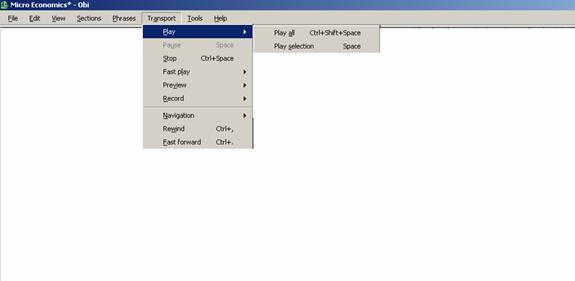 Micro Economics* - Obi
File Edit View Sections Phrases Transport Tools Help
Play
Pause Space
Stop Ctrl+Space
Fast play
Preview
Record
Navigation
Rewind Ctrl+,
Fast forward Ctrl+.
Play all Ctrl+Shift+Space
Play selection Space